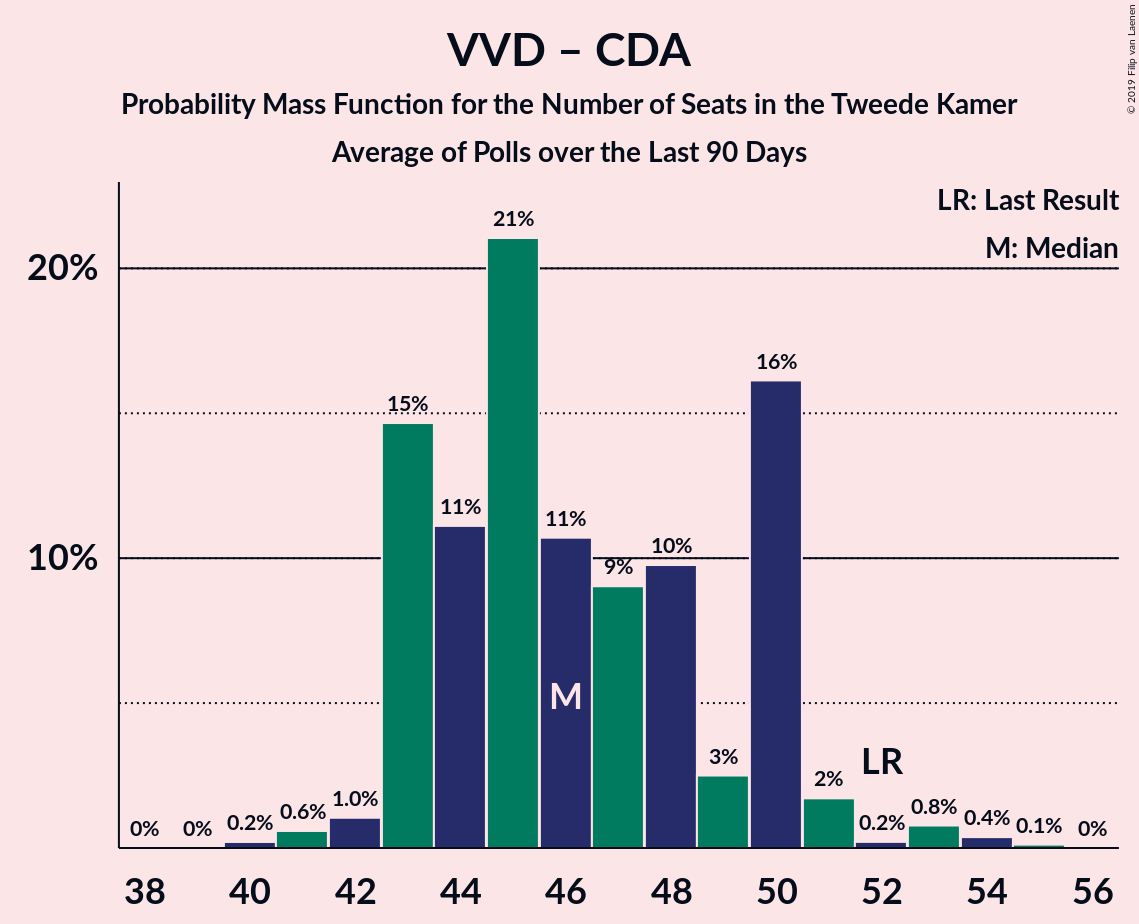 VVD – CDA
Probability Mass Function for the Number of Seats in the Tweede Kamer
Average of Polls over the Last 90 Days
© 2019 Filip van Laenen
LR: Last Result
M: Median
20%
10%
0%
0%
0.2%
0.6%
1.0%
15%
11%
21%
11%
9%
10%
3%
16%
2%
0.2%
0.8%
0.4%
0.1%
0%
M
LR
38 40 42 44 46 48 50 52 54 56